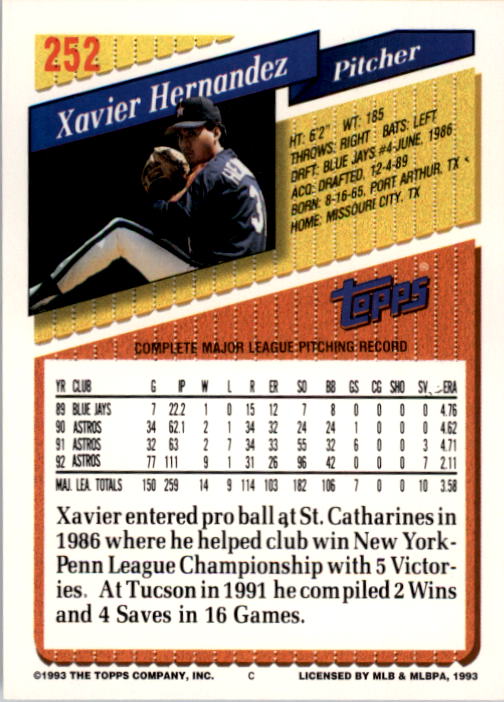 252
Xavier Hernandez
Pitcher
HT: 6'2" WT: 185
THROWS: RIGHT BATS: LEFT
DRFT: BLUE JAYS #4-JUNE, 1986
ACQ: DRAFTED, 12-4-89
BORN: 8-16-65, PORT ARTHUR, TX
HOME: MISSOURI CITY, TX
topps®
COMPLETE MAJOR LEAGUE PITCHING RECORD
YR CLUB G IP W L R ER SO BB GS CG SHO SV ERA
89 BLUE JAYS 7 22.2 1 0 15 12 7 8 0 0 0 0 4.76
90 ASTROS 34 62.1 2 1 34 32 24 24 1 0 0 0 4.62
91 ASTROS 32 63 2 7 34 33 55 32 6 0 0 3 4.71
92 ASTROS 77 111 9 1 31 26 96 42 0 0 0 7 2.11
MAJ. LEA. TOTALS 150 259 14 9 114 103 182 106 7 0 0 10 3.58
Xavier entered pro ball at St. Catharines in
1986 where he helped club win New York-
Penn League Championship with 5 Victor-
ies. At Tucson in 1991 he compiled 2 Wins
and 4 Saves in 16 Games.
©1993 THE TOPPS COMPANY, INC. C LICENSED BY MLB & MLBPA, 1993